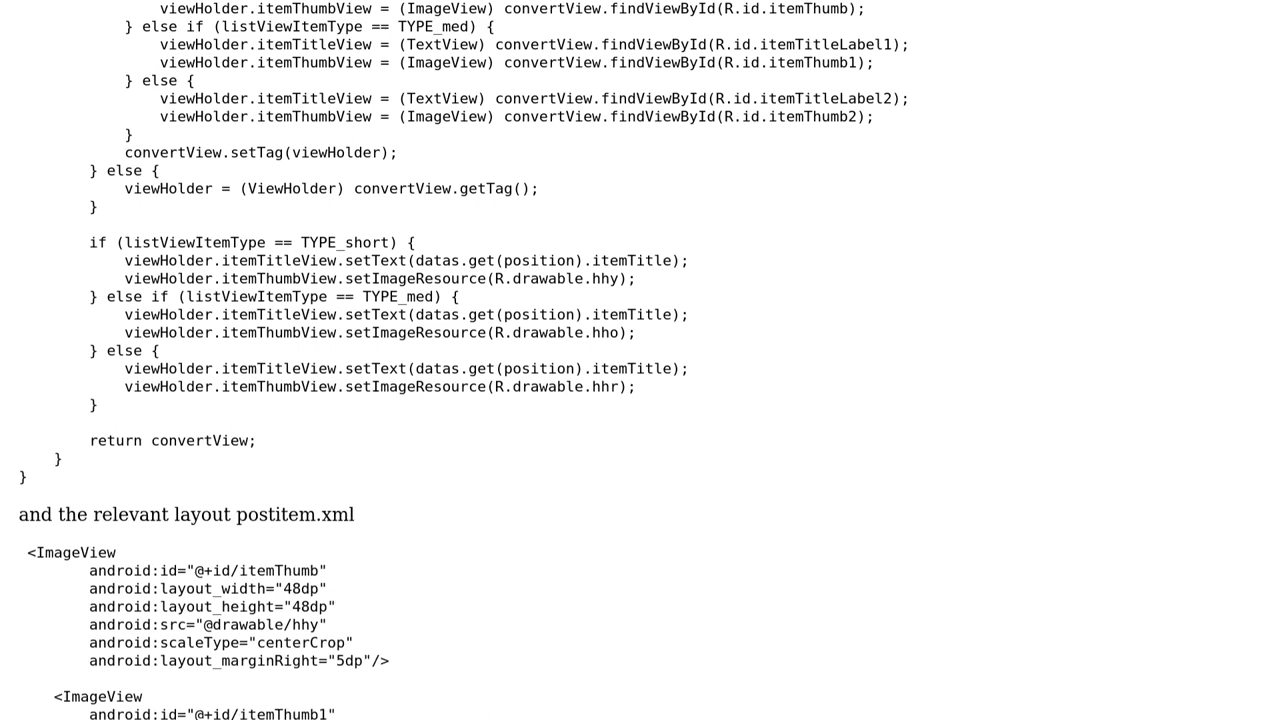 viewHolder.itemThumbView = (ImageView) convertView.findViewById(R.id.itemThumb);
            } else if (listViewItemType == TYPE_med) {
                viewHolder.itemTitleView = (TextView) convertView.findViewById(R.id.itemTitleLabel1);
                viewHolder.itemThumbView = (ImageView) convertView.findViewById(R.id.itemThumb1);
            } else {
                viewHolder.itemTitleView = (TextView) convertView.findViewById(R.id.itemTitleLabel2);
                viewHolder.itemThumbView = (ImageView) convertView.findViewById(R.id.itemThumb2);
            }
            convertView.setTag(viewHolder);
        } else {
            viewHolder = (ViewHolder) convertView.getTag();
        }

        if (listViewItemType == TYPE_short) {
            viewHolder.itemTitleView.setText(datas.get(position).itemTitle);
            viewHolder.itemThumbView.setImageResource(R.drawable.hhy);
        } else if (listViewItemType == TYPE_med) {
            viewHolder.itemTitleView.setText(datas.get(position).itemTitle);
            viewHolder.itemThumbView.setImageResource(R.drawable.hho);
        } else {
            viewHolder.itemTitleView.setText(datas.get(position).itemTitle);
            viewHolder.itemThumbView.setImageResource(R.drawable.hhr);
        }

        return convertView;
    }
}
and the relevant layout postitem.xml
 <ImageView
        android:id="@+id/itemThumb"
        android:layout_width="48dp"
        android:layout_height="48dp"
        android:src="@drawable/hhy"
        android:scaleType="centerCrop"
        android:layout_marginRight="5dp"/>

    <ImageView
        android:id="@+id/itemThumb1"